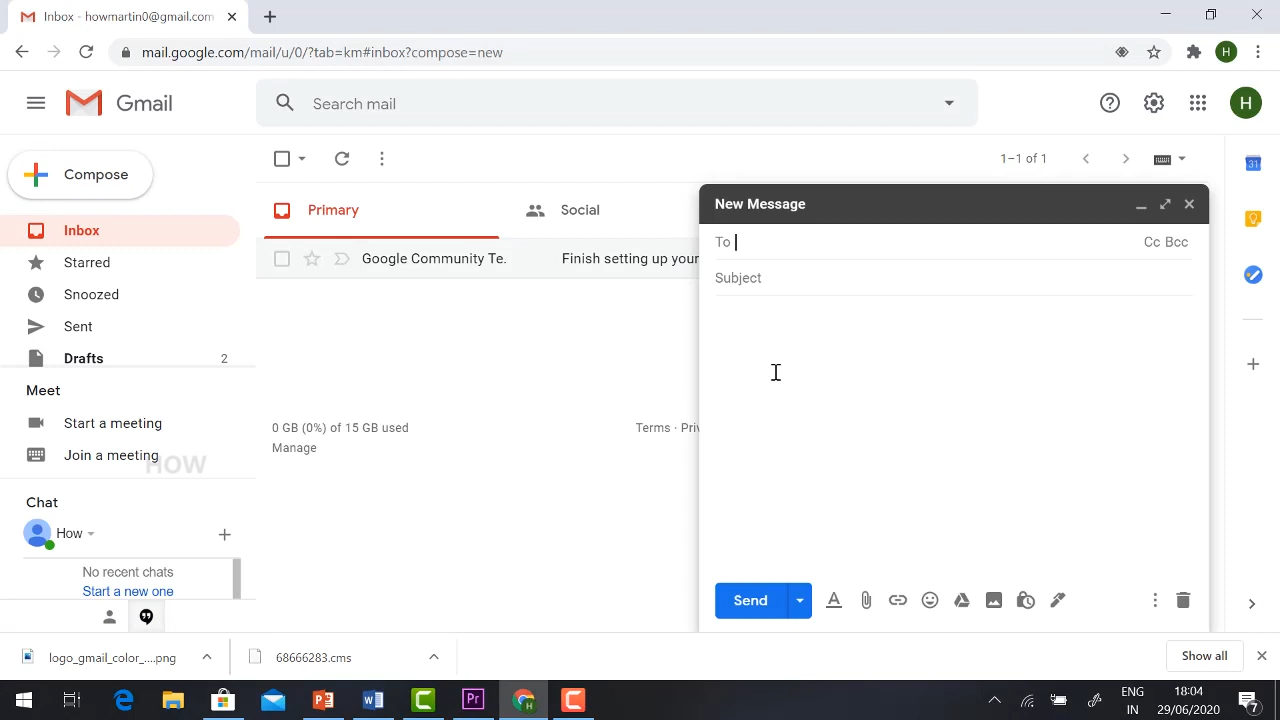 Inbox - howmartin0@gmail.com
mail.google.com/mail/u/0/?tab=km#inbox?compose=new
H
Gmail
Search mail
H
Compose
1–1 of 1
31
Inbox
Starred
Snoozed
Sent
Drafts 2
Primary
Social
Google Community Te.
Finish setting up your
New Message
To
Cc Bcc
Subject
Meet
Start a meeting
Join a meeting
HOW
0 GB (0%) of 15 GB used
Manage
Terms ·
Chat
How
No recent chats
Start a new one
Send
logo_gmail_color_....png
68666283.cms
Show all
Pr
ENG
IN
18:04
29/06/2020
7